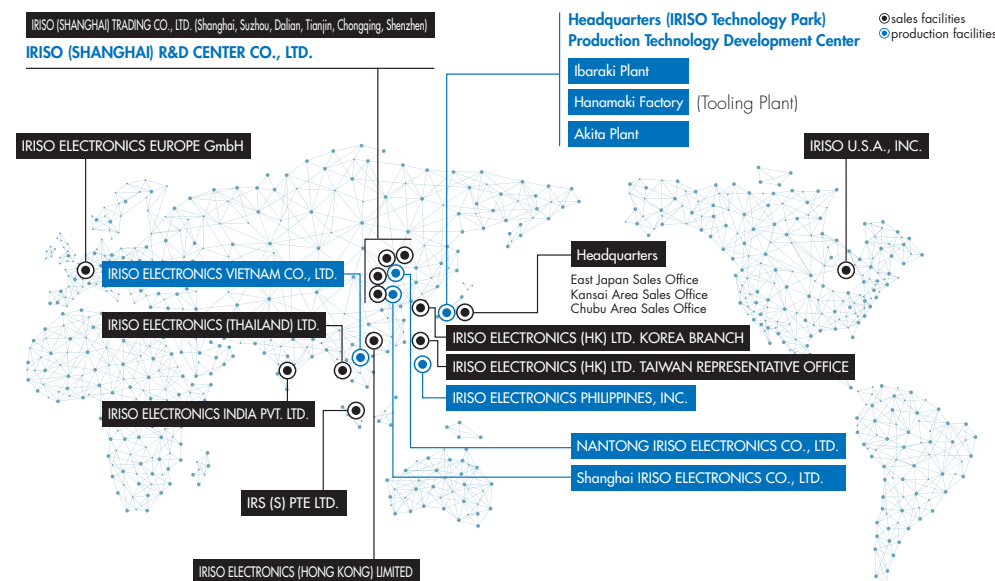 IRISO (SHANGHAI) TRADING CO., LTD. (Shanghai, Suzhou, Dalian, Tianjin, Chongqing, Shenzhen)
IRISO (SHANGHAI) R&D CENTER CO., LTD.
Headquarters (IRISO Technology Park)
Production Technology Development Center
Ibaraki Plant
Hanamaki Factory (Tooling Plant)
Akita Plant
sales facilities
production facilities
IRISO ELECTRONICS EUROPE GmbH
IRISO U.S.A., INC.
IRISO ELECTRONICS VIETNAM CO., LTD.
Headquarters
East Japan Sales Office
Kansai Area Sales Office
Chubu Area Sales Office
IRISO ELECTRONICS (THAILAND) LTD.
IRISO ELECTRONICS (HK) LTD. KOREA BRANCH
IRISO ELECTRONICS (HK) LTD. TAIWAN REPRESENTATIVE OFFICE
IRISO ELECTRONICS PHILIPPINES, INC.
IRISO ELECTRONICS INDIA PVT. LTD.
NANTONG IRISO ELECTRONICS CO., LTD.
Shanghai IRISO ELECTRONICS CO., LTD.
IRS (S) PTE LTD.
IRISO ELECTRONICS (HONG KONG) LIMITED